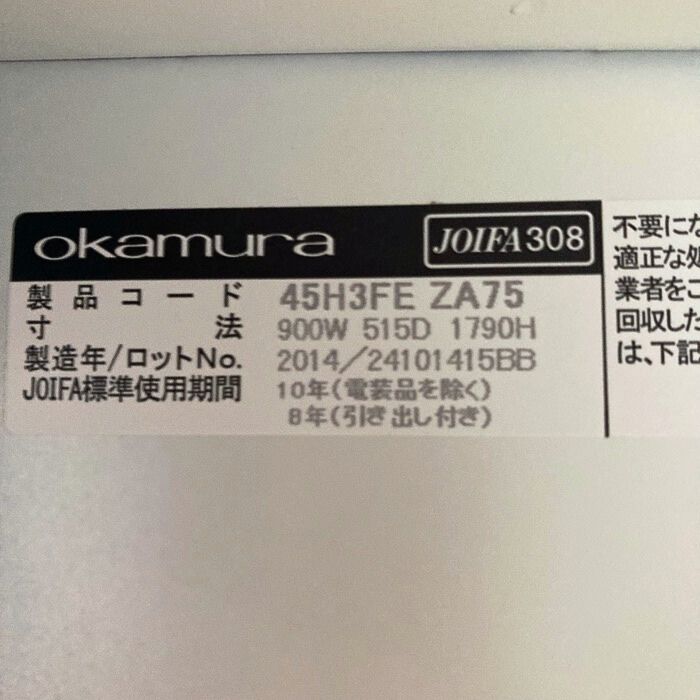 okamura
JOIFA308
製品コード 45H3FE ZA75
寸法 900W 515D 1790H
製造年/ロットNo. 2014/24101415BB
JOIFA標準使用期間 10年(電装品を除く)
8年(引き出し付き)
不要にな
適正な処
業者をご
回収した
は、下記